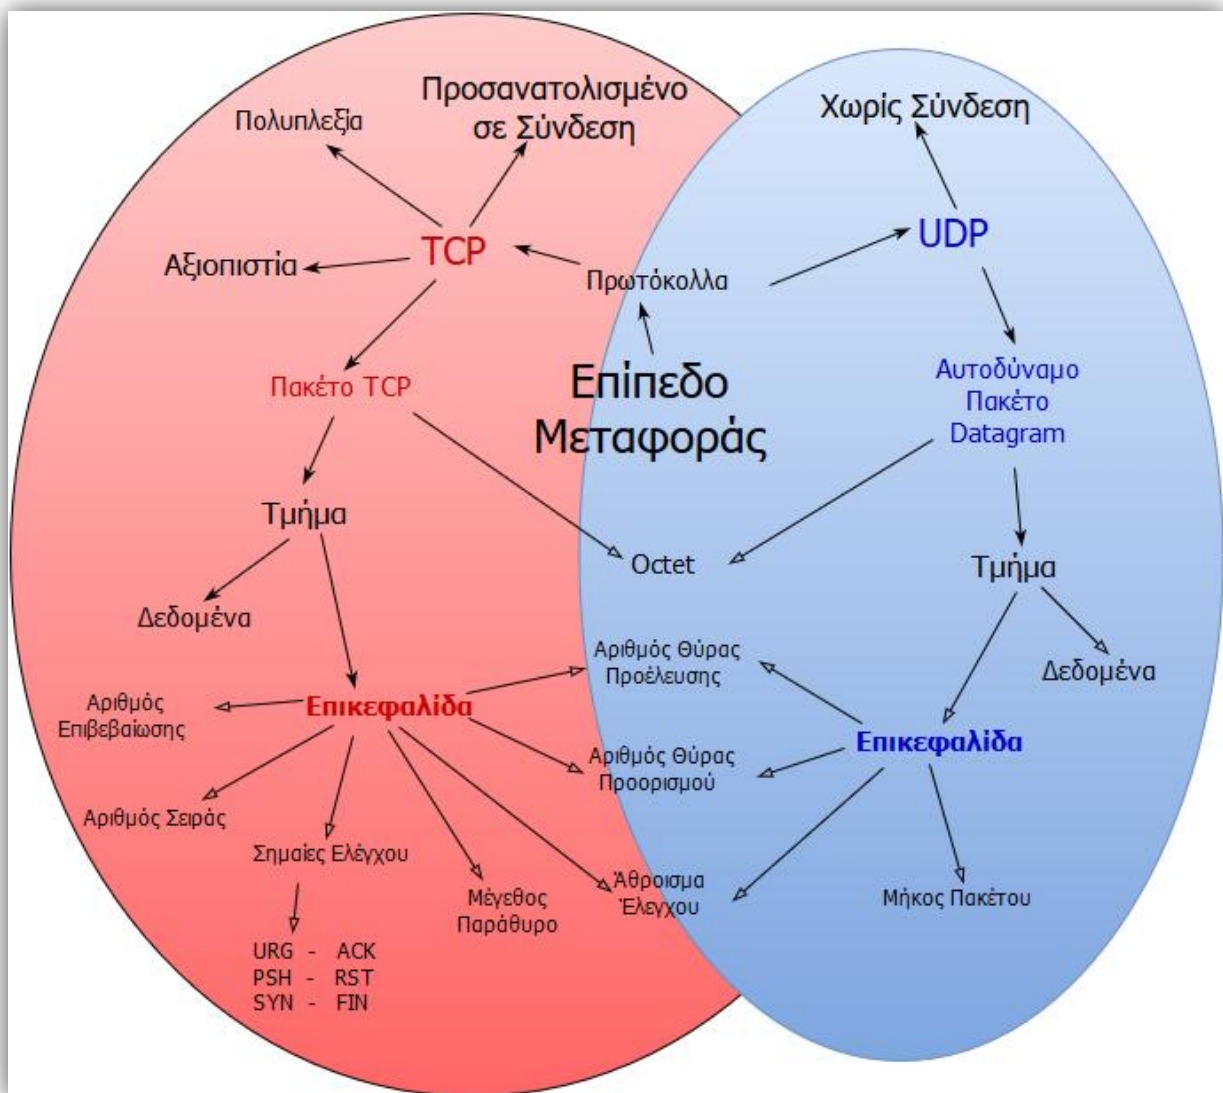 Πολυπλεξία
Προσανατολισμένο
σε Σύνδεση
Χωρίς Σύνδεση
TCP
UDP
Αξιοπιστία
Πρωτόκολλα
Επίπεδο
Μεταφοράς
Πακέτο TCP
Αυτοδύναμο
Πακέτο
Datagram
Τμήμα
Octet
Τμήμα
Δεδομένα
Δεδομένα
Αριθμός Θύρας
Προέλευσης
Αριθμός
Επιβεβαίωσης
Επικεφαλίδα
Επικεφαλίδα
Αριθμός Θύρας
Προορισμού
Αριθμός Σειράς
Σημαίες Ελέγχου
Μέγεθος
Παράθυρο
Άθροισμα
Έλεγχου
Μήκος Πακέτου
URG - ACK
PSH - RST
SYN - FIN